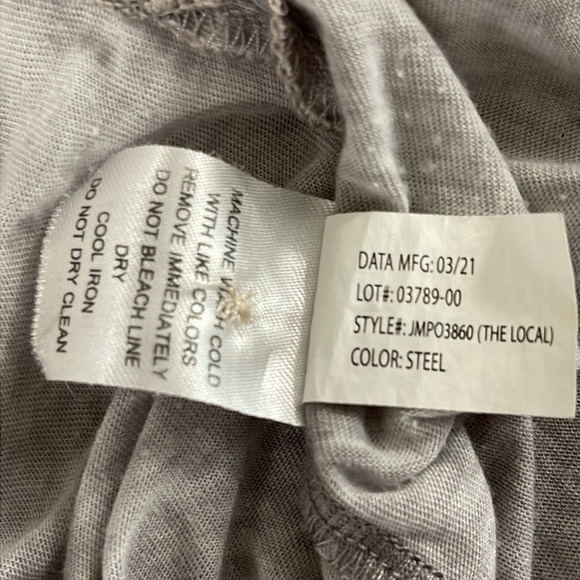 MACHINE WASH COLD
WITH LIKE COLORS
REMOVE IMMEDIATELY
DO NOT BLEACH LINE
DRY
COOL IRON
DO NOT DRY CLEAN
DATA MFG: 03/21
LOT#: 03789-00
STYLE#: JMPO3860 (THE LOCAL)
COLOR: STEEL